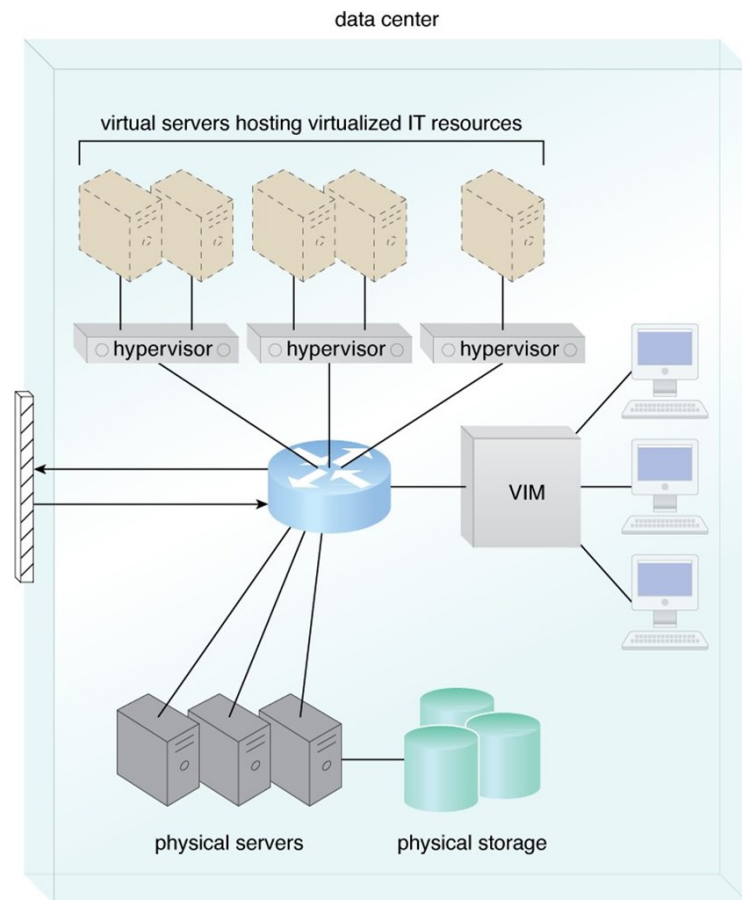 data center
virtual servers hosting virtualized IT resources
hypervisor
hypervisor
hypervisor
VIM
physical servers
physical storage